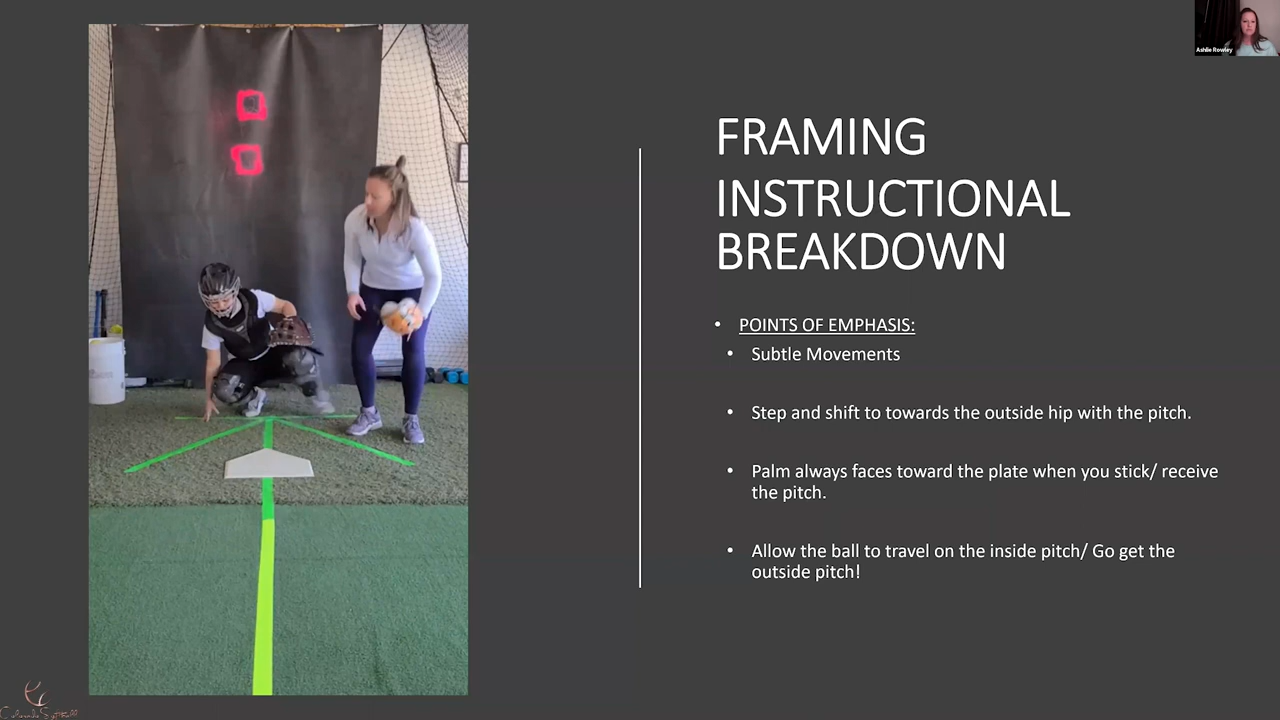 Ashlie Rowley
FRAMING
INSTRUCTIONAL
BREAKDOWN
• POINTS OF EMPHASIS:
• Subtle Movements
• Step and shift to towards the outside hip with the pitch.
• Palm always faces toward the plate when you stick/ receive
the pitch.
• Allow the ball to travel on the inside pitch/ Go get the
outside pitch!